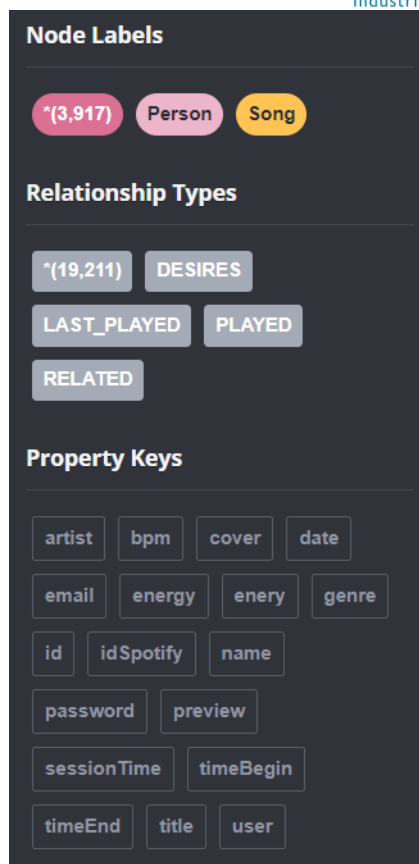 Industri
Node Labels
*(3,917) Person Song
Relationship Types
*(19,211) DESIRES
LAST_PLAYED PLAYED
RELATED
Property Keys
artist bpm cover date
email energy enery genre
id idSpotify name
password preview
sessionTime timeBegin
timeEnd title user